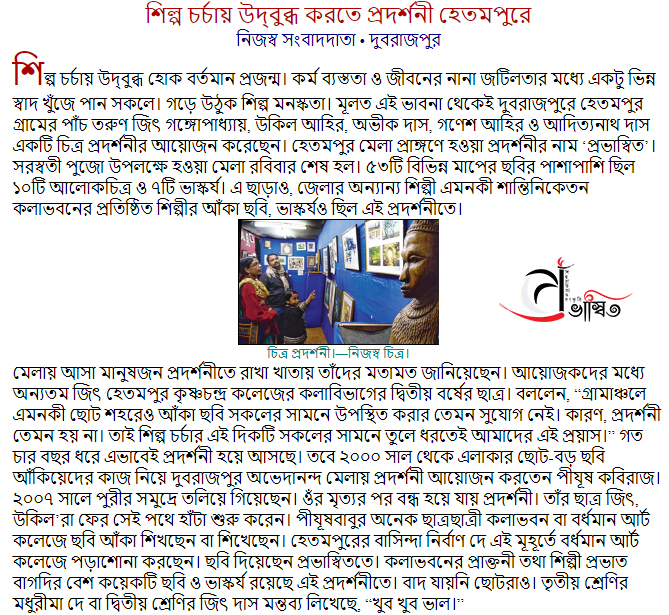 শিল্প চর্চায় উদ্‌বুব্ধ করতে প্রদর্শনী হেতমপুরে
নিজস্ব সংবাদদাতা • দুবরাজপুর
শিল্প চর্চায় উদ্‌বুব্ধ হোক বর্তমান প্রজন্ম। কর্ম ব্যস্ততা ও জীবনের নানা জটিলতার মধ্যে একটু ভিন্ন
স্বাদ খুঁজে পান সকলে। গড়ে উঠুক শিল্প মনস্কতা। মূলত এই ভাবনা থেকেই দুবরাজপুরে হেতমপুর
গ্রামের পাঁচ তরুণ জিৎ গঙ্গোপাধ্যায়, উকিল আহির, অভীক দাস, গণেশ আহির ও আদিত্যনাথ দাস
একটি চিত্র প্রদর্শনীর আয়োজন করেছেন। হেতমপুর মেলা প্রাঙ্গণে হওয়া প্রদর্শনীর নাম ‘প্রভাস্বিত’।
সরস্বতী পুজো উপলক্ষে হওয়া মেলা রবিবার শেষ হল। ৫৩টি বিভিন্ন মাপের ছবির পাশাপাশি ছিল
১০টি আলোকচিত্র ও ৭টি ভাস্কর্য। এ ছাড়াও, জেলার অন্যান্য শিল্পী এমনকী শান্তিনিকেতন
কলাভবনের প্রতিষ্ঠিত শিল্পীর আঁকা ছবি, ভাস্কর্যও ছিল এই প্রদর্শনীতে।
চিত্র প্রদর্শনী।—নিজস্ব চিত্র।
মেলায় আসা মানুষজন প্রদর্শনীতে রাখা খাতায় তাঁদের মতামত জানিয়েছেন। আয়োজকদের মধ্যে
অন্যতম জিৎ হেতমপুর কৃষ্ণচন্দ্র কলেজের কলাবিভাগের দ্বিতীয় বর্ষের ছাত্র। বললেন, “গ্রামাঞ্চলে
এমনকী ছোট শহরেও আঁকা ছবি সকলের সামনে উপস্থিত করার তেমন সুযোগ নেই। কারণ, প্রদর্শনী
তেমন হয় না। তাই শিল্প চর্চার এই দিকটি সকলের সামনে তুলে ধরতেই আমাদের এই প্রয়াস।” গত
চার বছর ধরে এভাবেই প্রদর্শনী হয়ে আসছে। তবে ২০০০ সাল থেকে এলাকার ছোট-বড় ছবি
আঁকিয়েদের কাজ নিয়ে দুবরাজপুর অভেদানন্দ মেলায় প্রদর্শনী আয়োজন করতেন পীযূষ কবিরাজ।
২০০৭ সালে পুরীর সমুদ্রে তলিয়ে গিয়েছেন। ওঁর মৃত্যর পর বন্ধ হয়ে যায় প্রদর্শনী। তাঁর ছাত্র জিৎ,
উকিল’রা ফের সেই পথে হাঁটা শুরু করেন। পীযূষবাবুর অনেক ছাত্রছাত্রী কলাভবন বা বর্ধমান আর্ট
কলেজে ছবি আঁকা শিখছেন বা শিখেছেন। হেতমপুরের বাসিন্দা নির্বাণ দে এই মূহূর্তে বর্ধমান আর্ট
কলেজে পড়াশোনা করছেন। ছবি দিয়েছেন প্রভাস্বিততে। কলাভবনের প্রাক্তনী তথা শিল্পী প্রভাত
বাগদির বেশ কয়েকটি ছবি ও ভাস্কর্য রয়েছে এই প্রদর্শনীতে। বাদ যায়নি ছোটরাও। তৃতীয় শ্রেণির
মধুরীমা দে বা দ্বিতীয় শ্রেণির জিৎ দাস মন্তব্য লিখেছে, “খুব খুব ভাল।”